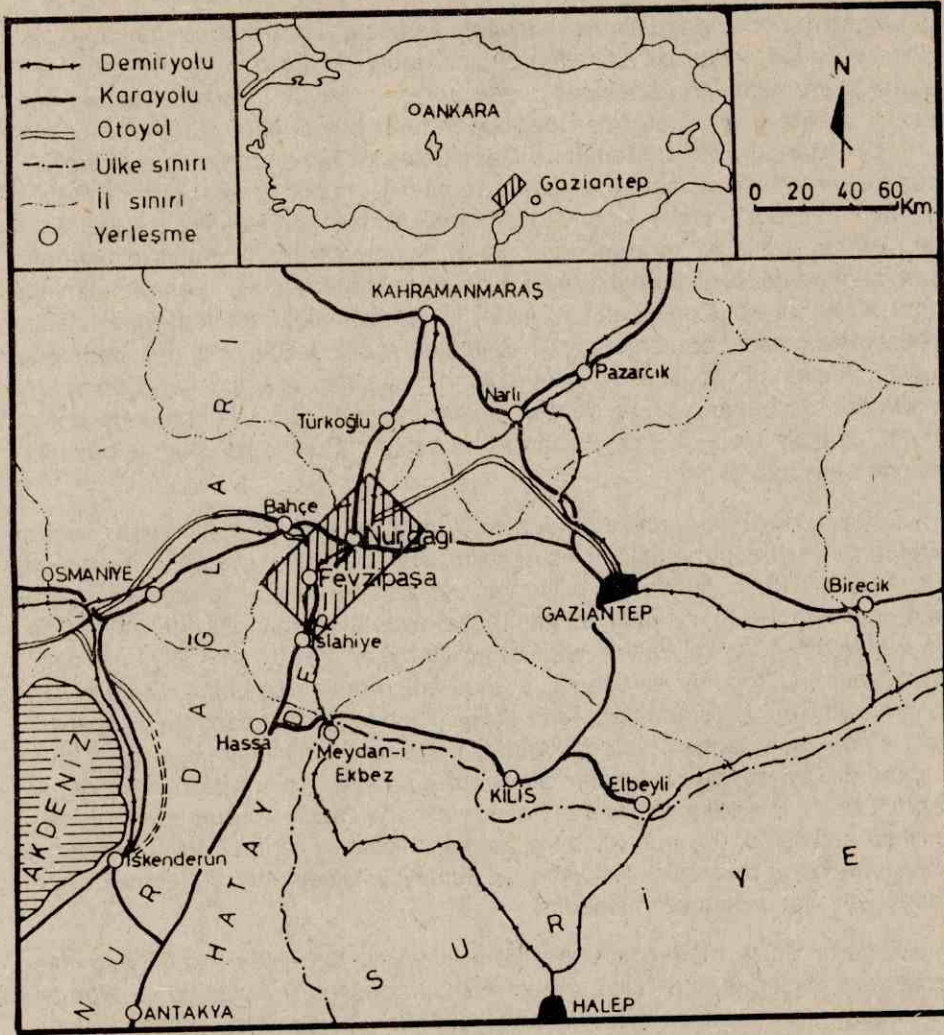 Demiryolu
Karayolu
Otoyol
Ülke sınırı
İl sınırı
Yerleşme
ANKARA
Gaziantep
N
0 20 40 60 Km.
KAHRAMANMARAŞ
Pazarcık
Narlı
Türkoğlu
Bahçe
Nurdağı
OSMANİYE
Fevzipaşa
GAZİANTEP
(Birecik
İslahiye
Hassa
Meydan-i
Ekbez
KİLİS
Elbeyli
AKDENİZ
İskenderun
NUR DAĞLARI
HATAY DE
SURİYE
ANTAKYA
HALEP